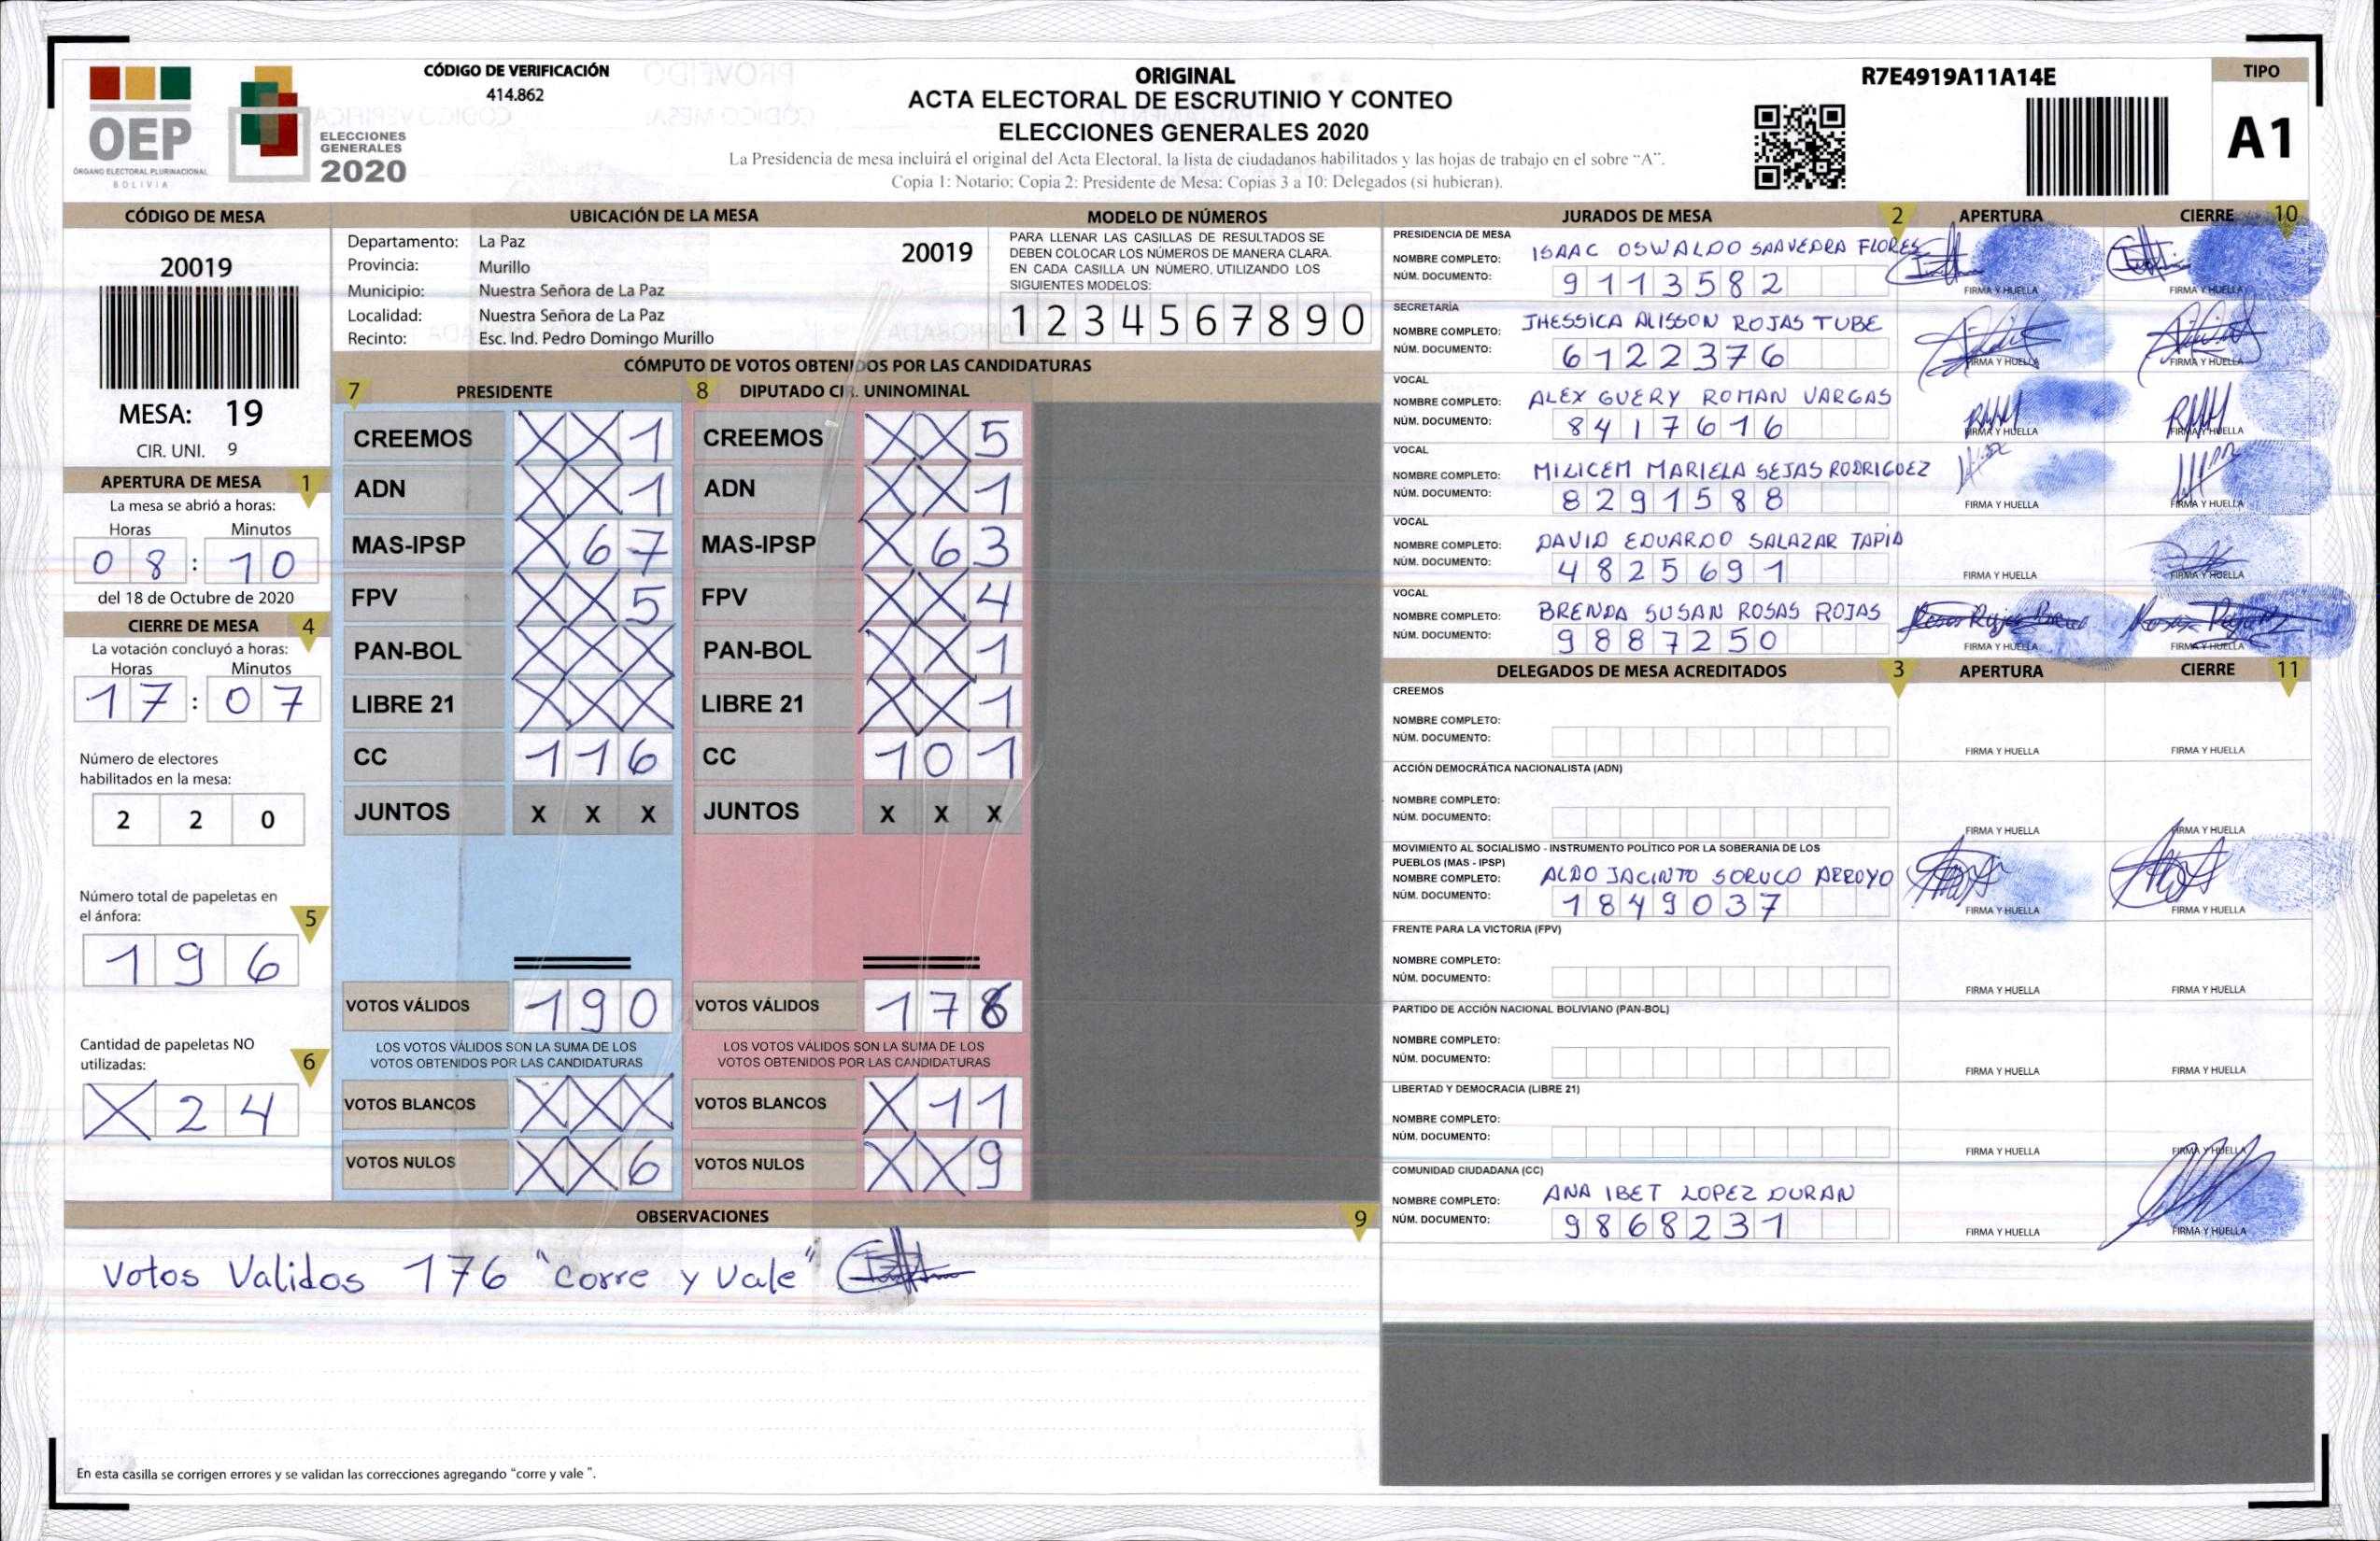 OEP
ÓRGANO ELECTORAL PLURINACIONAL
BOLIVIA
ELECCIONES
GENERALES
2020
CÓDIGO DE VERIFICACIÓN
414.862
ORIGINAL
ACTA ELECTORAL DE ESCRUTINIO Y CONTEO
ELECCIONES GENERALES 2020
La Presidencia de mesa incluirá el original del Acta Electoral, la lista de ciudadanos habilitados y las hojas de trabajo en el sobre “A”.
Copia 1: Notario; Copia 2: Presidente de Mesa; Copias 3 a 10: Delegados (si hubieran).
R7E4919A11A14E
TIPO
A1
CÓDIGO DE MESA
20019
MESA: 19
CIR. UNI. 9
APERTURA DE MESA 1
La mesa se abrió a horas:
Horas Minutos
08 : 10
del 18 de Octubre de 2020
CIERRE DE MESA 4
La votación concluyó a horas:
Horas Minutos
17 : 07
Número de electores
habilitados en la mesa:
2 2 0
Número total de papeletas en
el ánfora: 5
1 9 6
Cantidad de papeletas NO
utilizadas: 6
X 2 4
UBICACIÓN DE LA MESA
Departamento: La Paz 20019
Provincia: Murillo
Municipio: Nuestra Señora de La Paz
Localidad: Nuestra Señora de La Paz
Recinto: Esc. Ind. Pedro Domingo Murillo
MODELO DE NÚMEROS
PARA LLENAR LAS CASILLAS DE RESULTADOS SE
DEBEN COLOCAR LOS NÚMEROS DE MANERA CLARA.
EN CADA CASILLA UN NÚMERO, UTILIZANDO LOS
SIGUIENTES MODELOS:
1 2 3 4 5 6 7 8 9 0
CÓMPUTO DE VOTOS OBTENIDOS POR LAS CANDIDATURAS
7 PRESIDENTE 8 DIPUTADO CIR. UNINOMINAL
CREEMOS X X 1 CREEMOS X X 5
ADN X X 1 ADN X X 1
MAS-IPSP X 6 7 MAS-IPSP X 6 3
FPV X X 5 FPV X X 4
PAN-BOL X X X PAN-BOL X X 1
LIBRE 21 X X X LIBRE 21 X X 1
CC 1 1 6 CC 1 0 1
JUNTOS X X X JUNTOS X X X
VOTOS VÁLIDOS 1 9 0 VOTOS VÁLIDOS 1 7 6
LOS VOTOS VÁLIDOS SON LA SUMA DE LOS LOS VOTOS VÁLIDOS SON LA SUMA DE LOS
VOTOS OBTENIDOS POR LAS CANDIDATURAS VOTOS OBTENIDOS POR LAS CANDIDATURAS
VOTOS BLANCOS X X X VOTOS BLANCOS X 1 1
VOTOS NULOS X X 6 VOTOS NULOS X X 9
OBSERVACIONES 9
Votos Validos 176 "Corre y Vale"
En esta casilla se corrigen errores y se validan las correcciones agregando “corre y vale ”.
JURADOS DE MESA 2 APERTURA CIERRE 10
PRESIDENCIA DE MESA
NOMBRE COMPLETO: ISAAC OSWALDO SAAVEDRA FLORES
NÚM. DOCUMENTO: 9113582 FIRMA Y HUELLA FIRMA Y HUELLA
SECRETARÍA
NOMBRE COMPLETO: JHESSICA ALISSON ROJAS TUBE
NÚM. DOCUMENTO: 6122376 FIRMA Y HUELLA FIRMA Y HUELLA
VOCAL
NOMBRE COMPLETO: ALEX GUERY ROMAN VARGAS
NÚM. DOCUMENTO: 8417616 FIRMA Y HUELLA FIRMA Y HUELLA
VOCAL
NOMBRE COMPLETO: MILICEM MARIELA SEJAS RODRIGUEZ
NÚM. DOCUMENTO: 8291588 FIRMA Y HUELLA FIRMA Y HUELLA
VOCAL
NOMBRE COMPLETO: DAVID EDUARDO SALAZAR TAPIA
NÚM. DOCUMENTO: 4825691 FIRMA Y HUELLA FIRMA Y HUELLA
VOCAL
NOMBRE COMPLETO: BRENDA SUSAN ROSAS ROJAS
NÚM. DOCUMENTO: 9887250 FIRMA Y HUELLA FIRMA Y HUELLA
DELEGADOS DE MESA ACREDITADOS 3 APERTURA CIERRE 11
CREEMOS
NOMBRE COMPLETO:
NÚM. DOCUMENTO: FIRMA Y HUELLA FIRMA Y HUELLA
ACCIÓN DEMOCRÁTICA NACIONALISTA (ADN)
NOMBRE COMPLETO:
NÚM. DOCUMENTO: FIRMA Y HUELLA FIRMA Y HUELLA
MOVIMIENTO AL SOCIALISMO - INSTRUMENTO POLÍTICO POR LA SOBERANIA DE LOS
PUEBLOS (MAS - IPSP)
NOMBRE COMPLETO: ALDO JACINTO SORUCO ARROYO
NÚM. DOCUMENTO: 1849037 FIRMA Y HUELLA FIRMA Y HUELLA
FRENTE PARA LA VICTORIA (FPV)
NOMBRE COMPLETO:
NÚM. DOCUMENTO: FIRMA Y HUELLA FIRMA Y HUELLA
PARTIDO DE ACCIÓN NACIONAL BOLIVIANO (PAN-BOL)
NOMBRE COMPLETO:
NÚM. DOCUMENTO: FIRMA Y HUELLA FIRMA Y HUELLA
LIBERTAD Y DEMOCRACIA (LIBRE 21)
NOMBRE COMPLETO:
NÚM. DOCUMENTO: FIRMA Y HUELLA FIRMA Y HUELLA
COMUNIDAD CIUDADANA (CC)
NOMBRE COMPLETO: ANA IBET LOPEZ DURAN
NÚM. DOCUMENTO: 9868231 FIRMA Y HUELLA FIRMA Y HUELLA